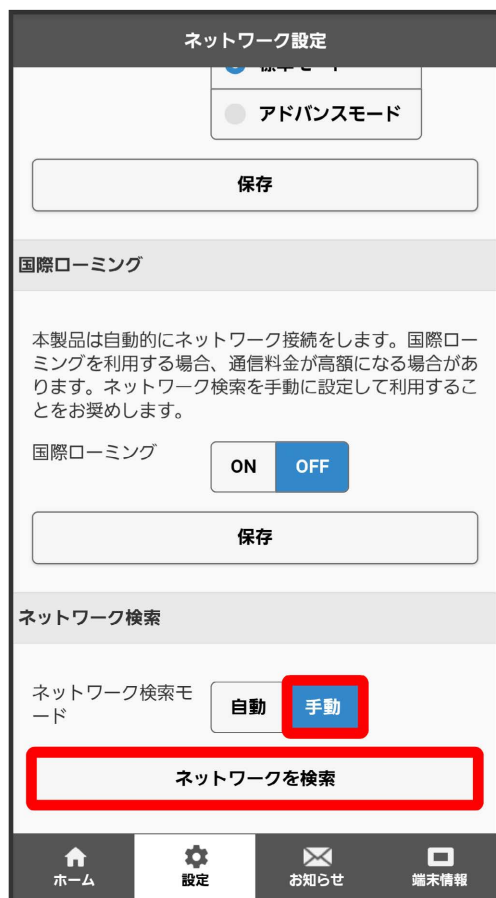 ネットワーク設定
標準モード
アドバンスモード
保存
国際ローミング
本製品は自動的にネットワーク接続をします。国際ロー
ミングを利用する場合、通信料金が高額になる場合があ
ります。ネットワーク検索を手動に設定して利用するこ
とをお奨めします。
国際ローミング
ON OFF
保存
ネットワーク検索
ネットワーク検索モ
ード
自動 手動
ネットワークを検索
ホーム 設定 お知らせ 端末情報